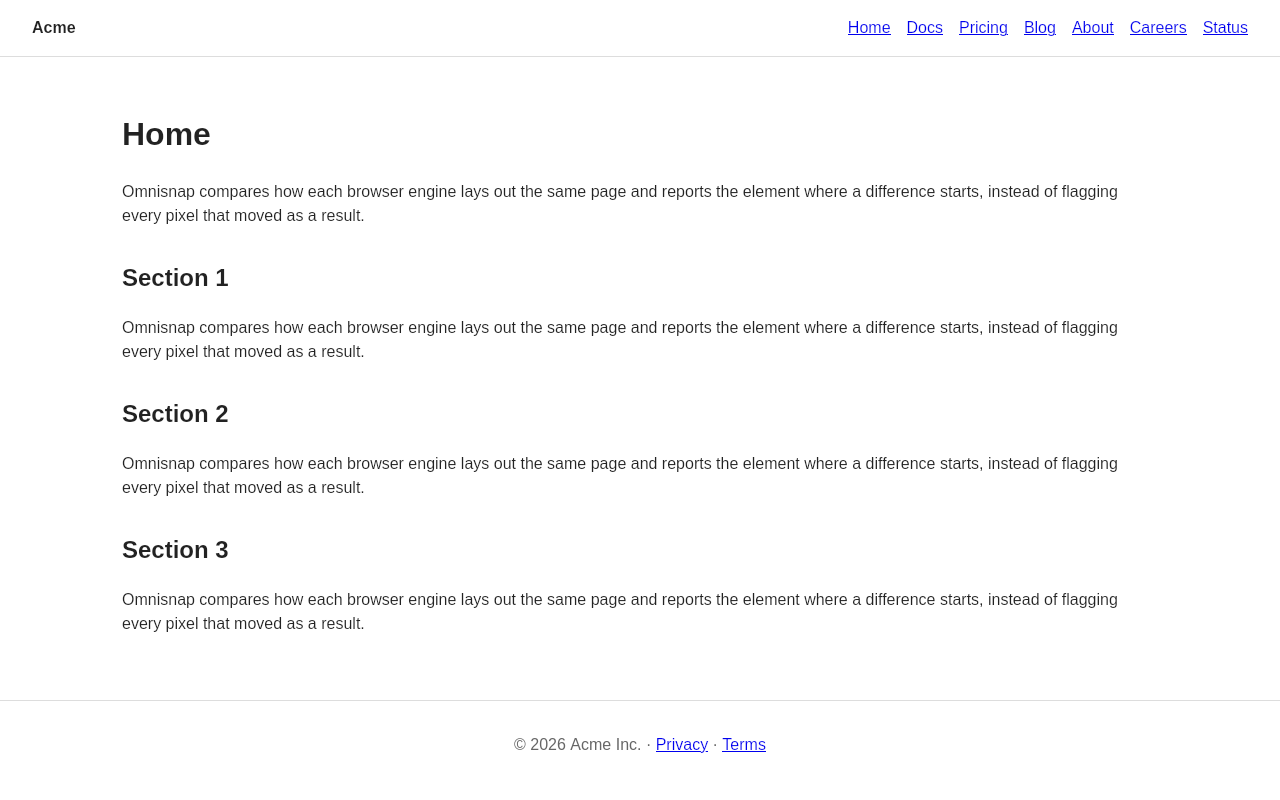 Acme
Home Docs Pricing Blog About Careers Status
Home
Omnisnap compares how each browser engine lays out the same page and reports the element where a difference starts, instead of flagging
every pixel that moved as a result.
Section 1
Omnisnap compares how each browser engine lays out the same page and reports the element where a difference starts, instead of flagging
every pixel that moved as a result.
Section 2
Omnisnap compares how each browser engine lays out the same page and reports the element where a difference starts, instead of flagging
every pixel that moved as a result.
Section 3
Omnisnap compares how each browser engine lays out the same page and reports the element where a difference starts, instead of flagging
every pixel that moved as a result.
© 2026 Acme Inc. · Privacy · Terms